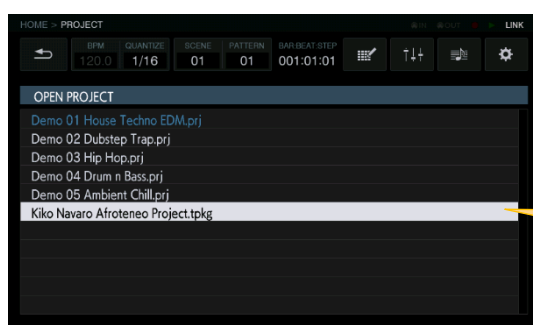 HOME > PROJECT
IN OUT LINK
BPM QUANTIZE SCENE PATTERN BAR:BEAT:STEP
120.0 1/16 01 01 001:01:01
OPEN PROJECT
Demo 01 House Techno EDM.prj
Demo 02 Dubstep Trap.prj
Demo 03 Hip Hop.prj
Demo 04 Drum n Bass.prj
Demo 05 Ambient Chill.prj
Kiko Navaro Afroteneo Project.tpkg